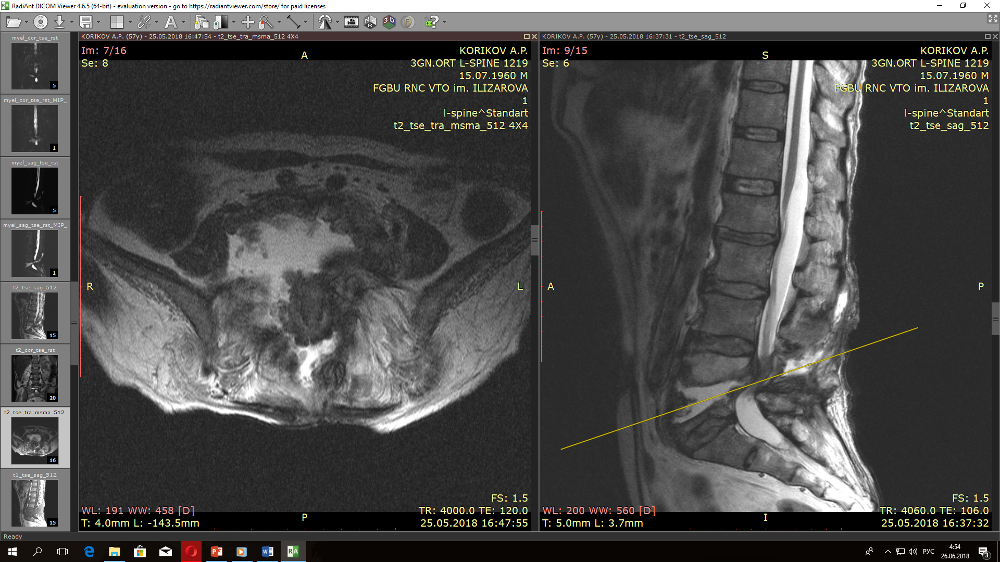 RadiAnt DICOM Viewer 4.6.5 (64-bit) - evaluation version - go to https://radiantviewer.com/store/ for paid licenses
myel_cor_tse_rst
5
myel_cor_tse_rst_MIP_
1
myel_sag_tse_rst
5
myel_sag_tse_rst_MIP_
1
t2_tse_sag_512
15
t2_cor_tse_rst
20
t2_tse_tra_msma_512
16
t1_tse_sag_512
15
KORIKOV A.P. (57y) - 25.05.2018 16:47:54 - t2_tse_tra_msma_512 4X4
Im: 7/16
Se: 8
A
KORIKOV A.P.
3GN.ORT L-SPINE 1219
15.07.1960 M
FGBU RNC VTO im. ILIZAROVA
1
l-spine^Standart
t2_tse_tra_msma_512 4X4
R
L
FS: 1.5
WL: 191 WW: 458 [D]
TR: 4000.0 TE: 120.0
T: 4.0mm L: -143.5mm
P
25.05.2018 16:47:55
KORIKOV A.P. (57y) - 25.05.2018 16:37:31 - t2_tse_sag_512
Im: 9/15
Se: 6
S
KORIKOV A.P.
3GN.ORT L-SPINE 1219
15.07.1960 M
FGBU RNC VTO im. ILIZAROVA
1
l-spine^Standart
t2_tse_sag_512
A
P
FS: 1.5
WL: 200 WW: 560 [D]
TR: 4060.0 TE: 106.0
T: 5.0mm L: 3.7mm
I
25.05.2018 16:37:32
Ready
РУС
4:54
26.06.2018
3